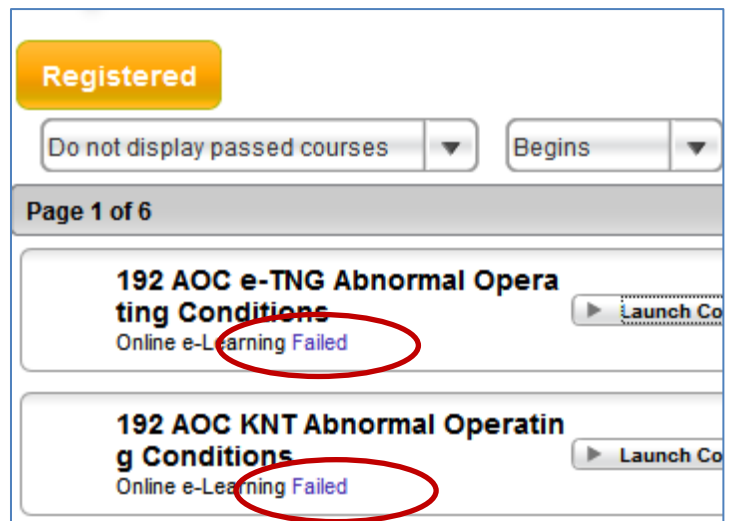 Registered
Do not display passed courses
Begins
Page 1 of 6
192 AOC e-TNG Abnormal Opera
ting Conditions
Launch Co
Online e-Learning Failed
192 AOC KNT Abnormal Operatin
g Conditions
Launch Co
Online e-Learning Failed